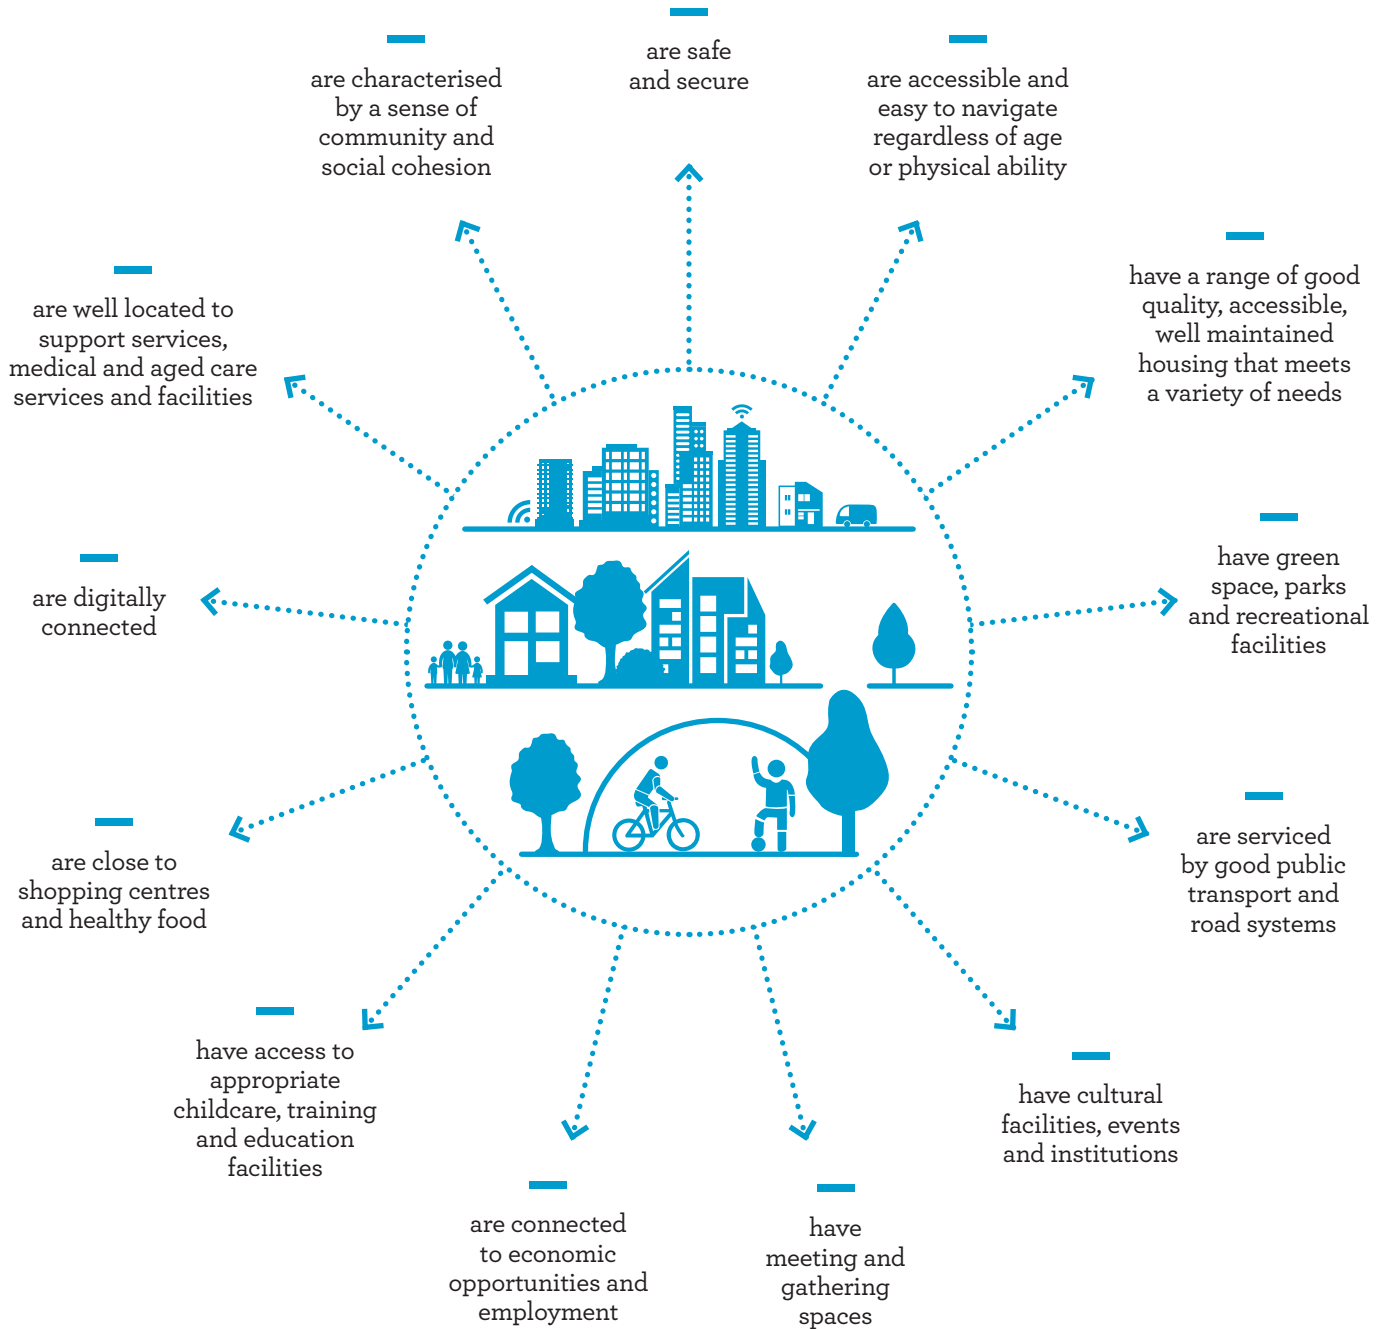 are safe
and secure
are accessible and
easy to navigate
regardless of age
or physical ability
have a range of good
quality, accessible,
well maintained
housing that meets
a variety of needs
have green
space, parks
and recreational
facilities
are serviced
by good public
transport and
road systems
have cultural
facilities, events
and institutions
have
meeting and
gathering
spaces
are connected
to economic
opportunities and
employment
have access to
appropriate
childcare, training
and education
facilities
are close to
shopping centres
and healthy food
are digitally
connected
are well located to
support services,
medical and aged care
services and facilities
are characterised
by a sense of
community and
social cohesion